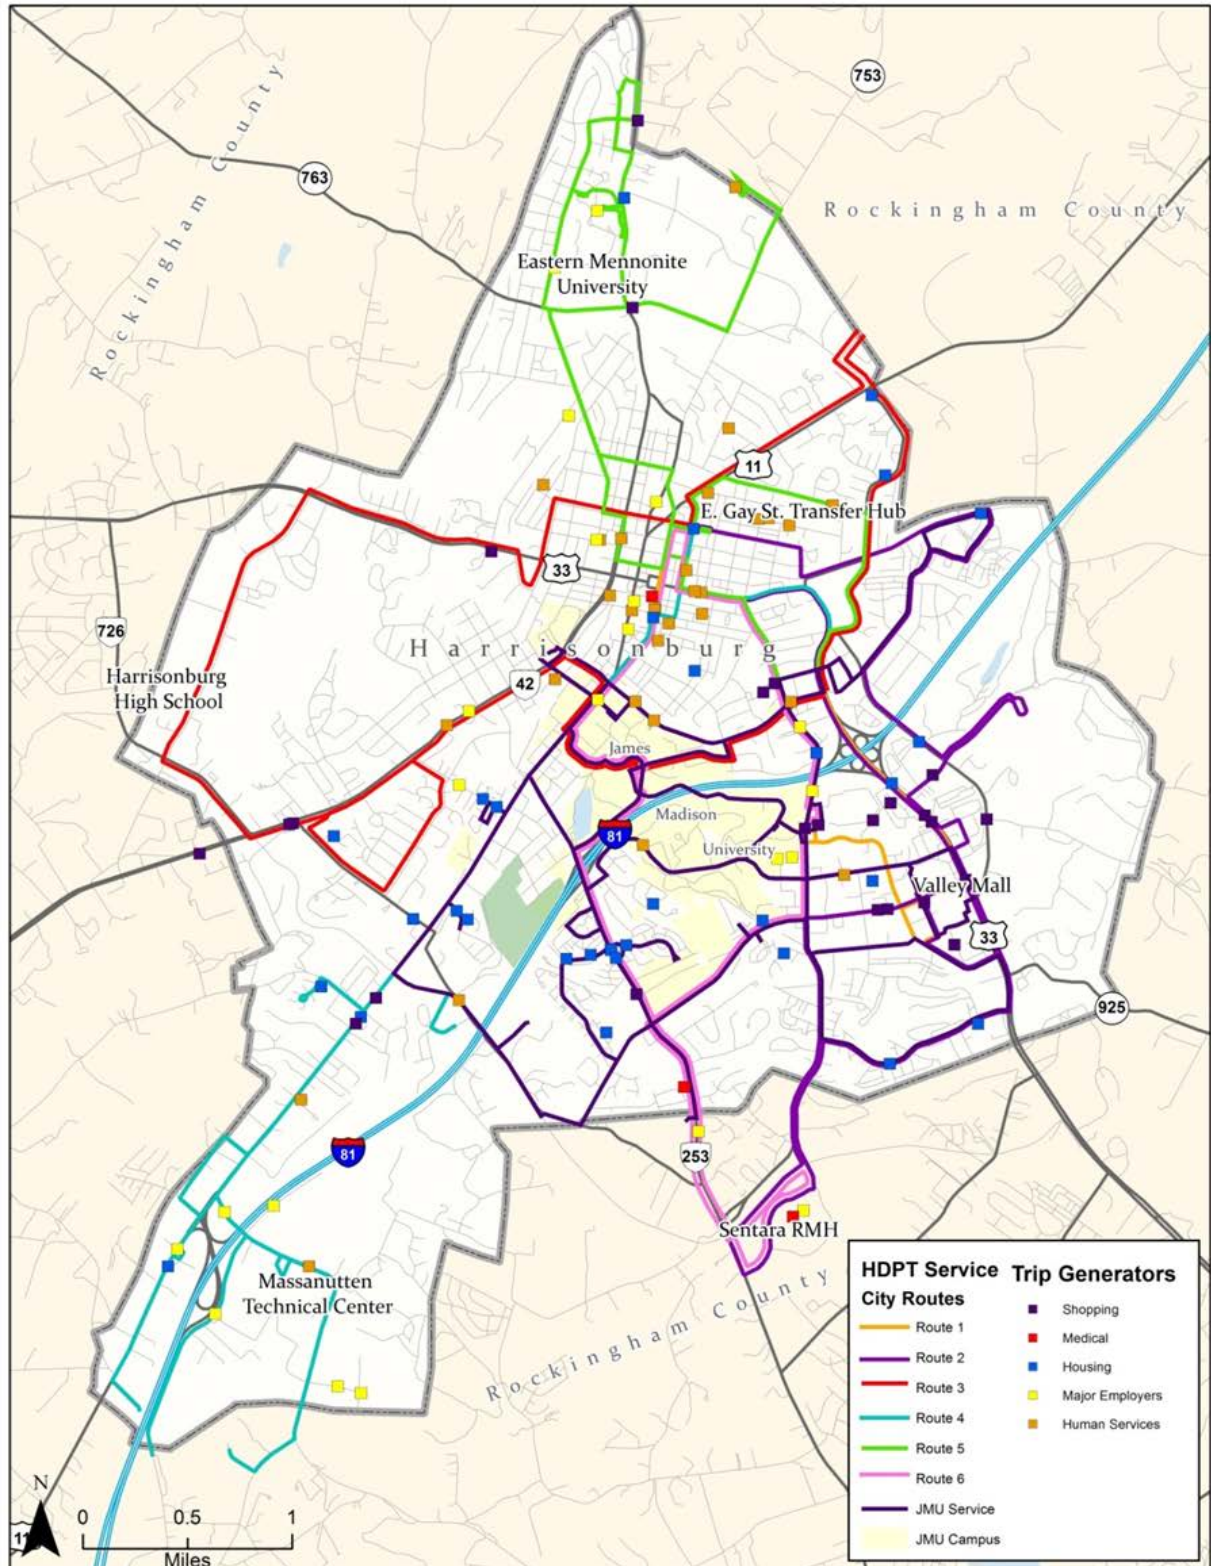 753
Rockingham County
763
Rockingham County
Eastern Mennonite
University
11
E. Gay St. Transfer Hub
33
726
Harrisonburg
Harrisonburg
High School
42
James
Madison
81
University
Valley Mall
33
925
81
253
Sentara RMH
Massanutten
Technical Center
Rockingham County
HDPT Service
City Routes
Route 1
Route 2
Route 3
Route 4
Route 5
Route 6
JMU Service
JMU Campus
Trip Generators
Shopping
Medical
Housing
Major Employers
Human Services
N
0 0.5 1
Miles
11